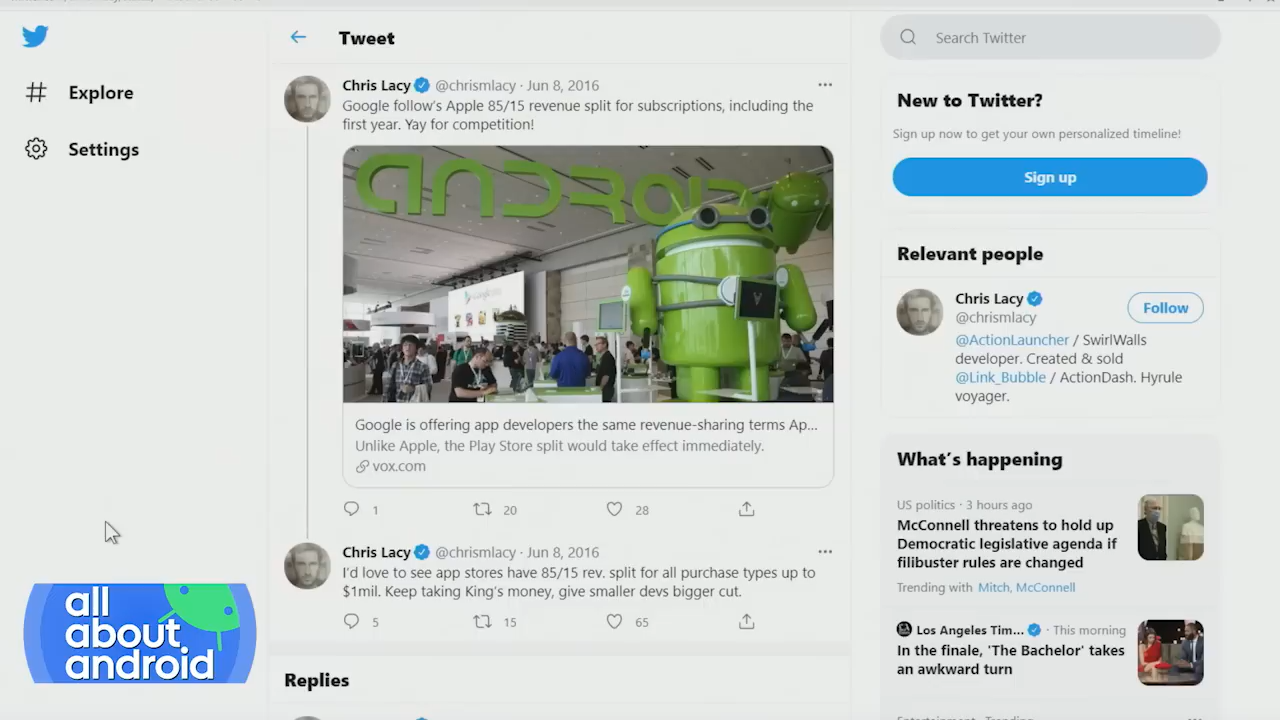 Explore
Settings
Tweet
Chris Lacy @chrismlacy · Jun 8, 2016
Google follow's Apple 85/15 revenue split for subscriptions, including the
first year. Yay for competition!
ANDROID
Google is offering app developers the same revenue-sharing terms Ap...
Unlike Apple, the Play Store split would take effect immediately.
vox.com
1 20 28
Chris Lacy @chrismlacy · Jun 8, 2016
I'd love to see app stores have 85/15 rev. split for all purchase types up to
$1mil. Keep taking King's money, give smaller devs bigger cut.
5 15 65
Replies
Search Twitter
New to Twitter?
Sign up now to get your own personalized timeline!
Sign up
Relevant people
Chris Lacy
@chrismlacy
Follow
@ActionLauncher / SwirlWalls
developer. Created & sold
@Link_Bubble / ActionDash. Hyrule
voyager.
What's happening
US politics · 3 hours ago
McConnell threatens to hold up
Democratic legislative agenda if
filibuster rules are changed
Trending with Mitch, McConnell
Los Angeles Tim... · This morning
In the finale, 'The Bachelor' takes
an awkward turn
all
about
android